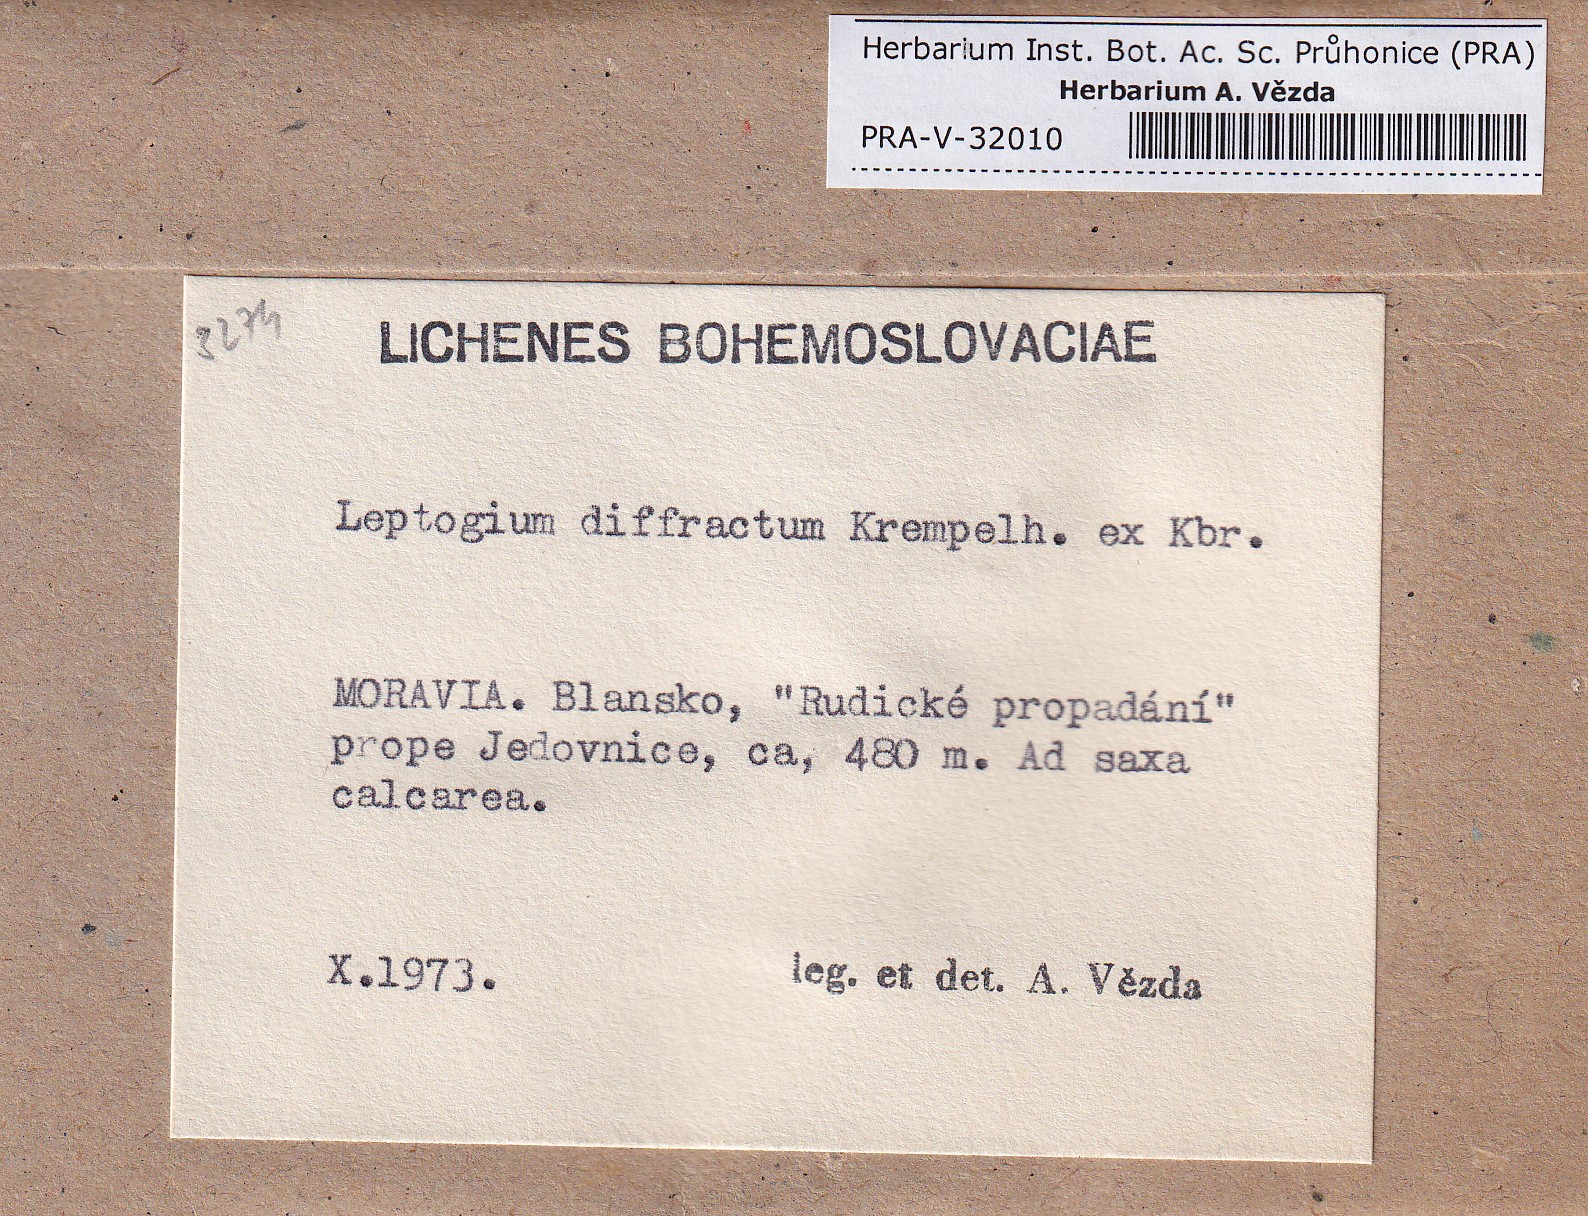 Herbarium Inst. Bot. Ac. Sc. Průhonice (PRA)
Herbarium A. Vězda
PRA-V-32010
3274
LICHENES BOHEMOSLOVACIAE
Leptogium diffractum Krempelh. ex Kbr.
MORAVIA. Blansko, "Rudické propadání"
prope Jedovnice, ca, 480 m. Ad saxa
calcarea.
X.1973.
leg. et det. A. Vězda